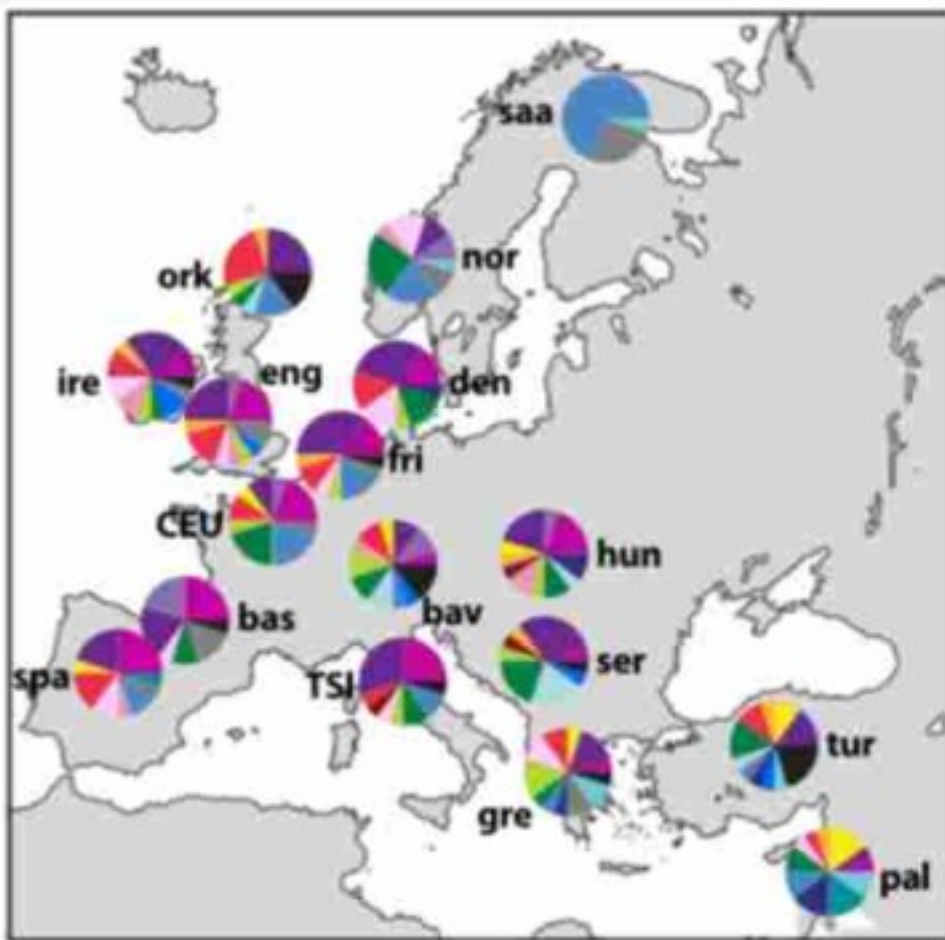 saa
ork
nor
ire
eng
den
fri
CEU
hun
bav
bas
spa
TSI
ser
tur
gre
pal